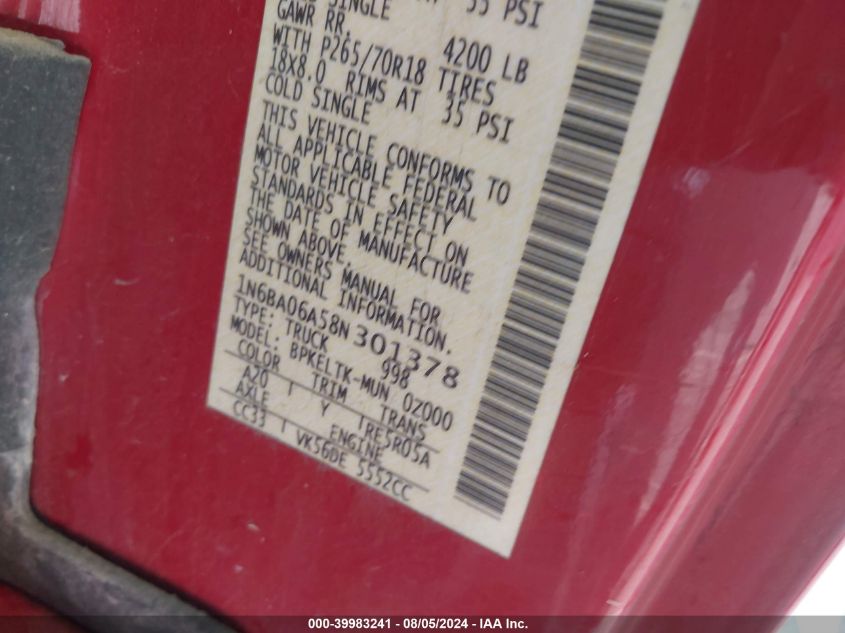 SINGLE 35 PSI
GAWR RR. 4200 LB
WITH P265/70R18 TIRES
18X8.0 RIMS AT 35 PSI
COLD SINGLE
THIS VEHICLE CONFORMS TO
ALL APPLICABLE FEDERAL
MOTOR VEHICLE SAFETY
STANDARDS IN EFFECT ON
THE DATE OF MANUFACTURE
SHOWN ABOVE.
SEE OWNERS MANUAL FOR
ADDITIONAL INFORMATION.
1N6BA06A58N301378
TYPE: TRUCK 998
MODEL: BPKELTK-MUN 0Z000
COLOR TRIM TRANS
A20 Y TRE5R05A
AXLE ENGINE
CC33 VK56DE 5552CC
000-39983241 - 08/05/2024 - IAA Inc.